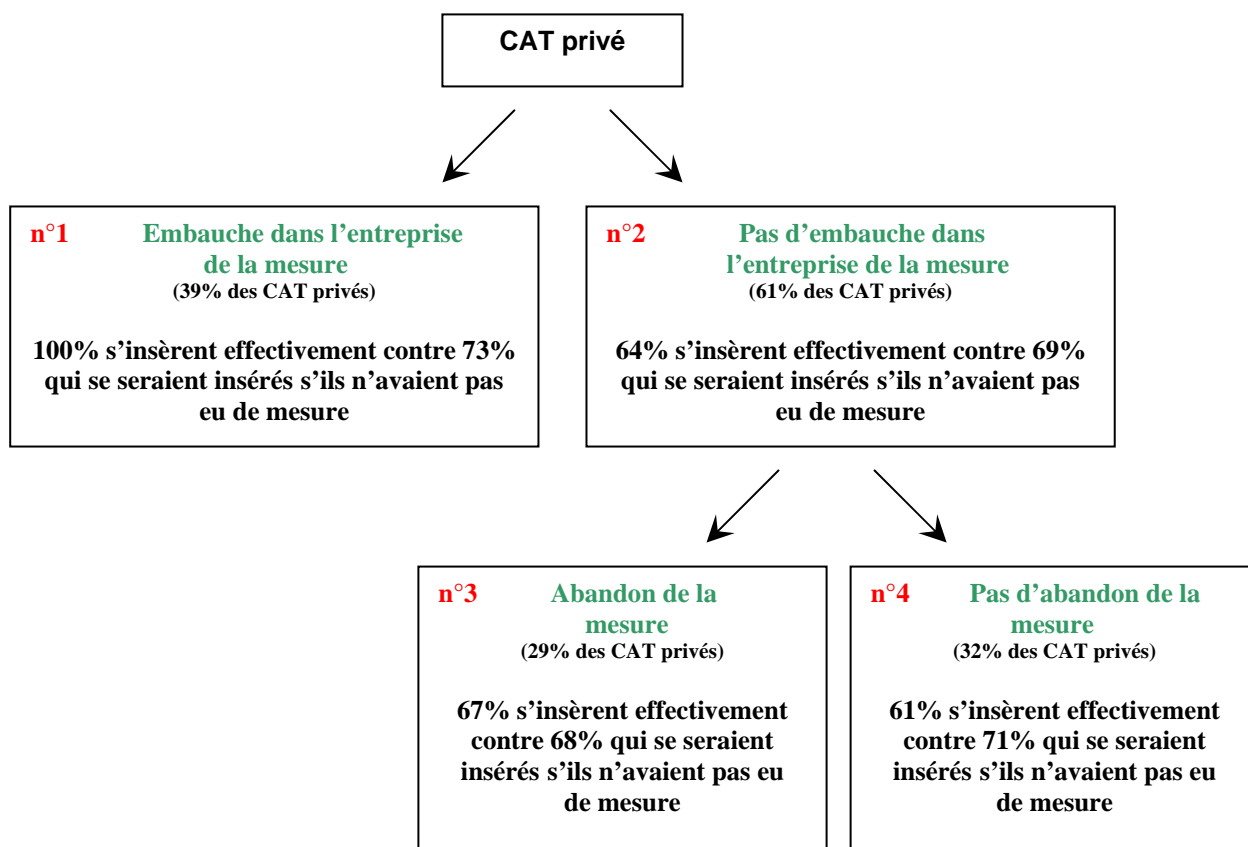 CAT privé
n°1 Embauche dans l’entreprise
de la mesure
(39% des CAT privés)
100% s’insèrent effectivement contre 73%
qui se seraient insérés s’ils n’avaient pas
eu de mesure
n°2 Pas d’embauche dans
l’entreprise de la mesure
(61% des CAT privés)
64% s’insèrent effectivement contre 69%
qui se seraient insérés s’ils n’avaient pas
eu de mesure
n°3 Abandon de la
mesure
(29% des CAT privés)
67% s’insèrent effectivement
contre 68% qui se seraient
insérés s’ils n’avaient pas eu
de mesure
n°4 Pas d’abandon de la
mesure
(32% des CAT privés)
61% s’insèrent effectivement
contre 71% qui se seraient
insérés s’ils n’avaient pas eu
de mesure